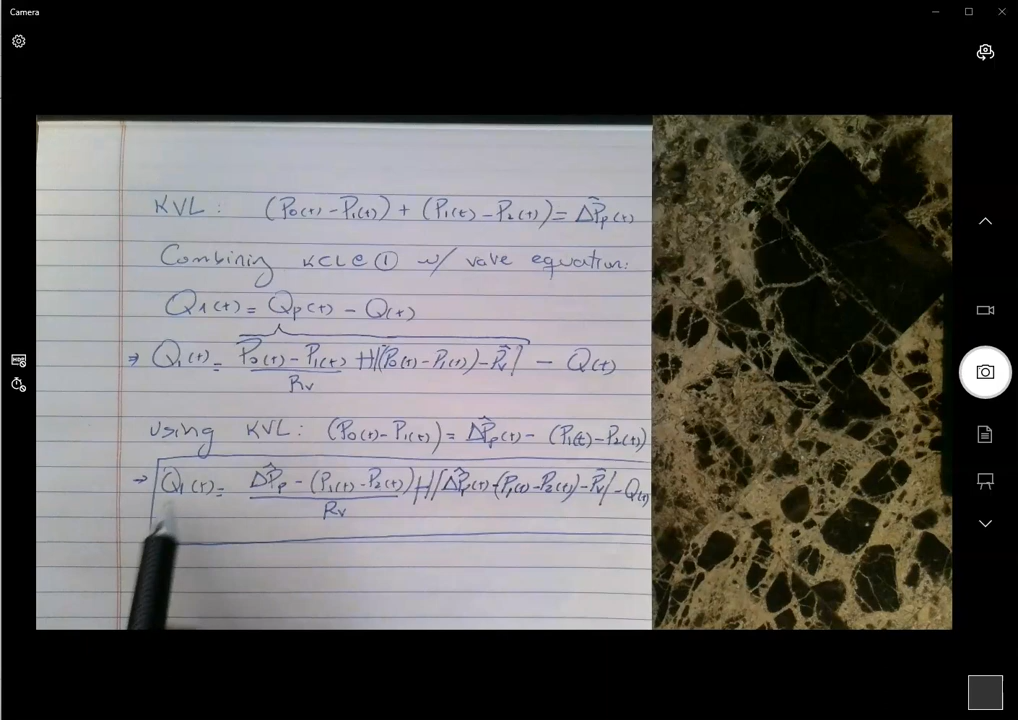 Camera
KVL: (P0(t) - P1(t)) + (P1(t) - P2(t)) = ΔP̂p(t)
Combining KCL @ ① w/ valve equation:
Q1(t) = Qp(t) - Q(t)
⇒ Q1(t) = P0(t) - P1(t) / Rv H[(P0(t) - P1(t)) - P̂v] - Q(t)
using KVL: (P0(t) - P1(t)) = ΔP̂p(t) - (P1(t) - P2(t))
→ Q1(t) = ΔP̂p - (P1(t) - P2(t)) / Rv H[ΔP̂p(t) - (P1(t) - P2(t)) - P̂v] - Q(t)